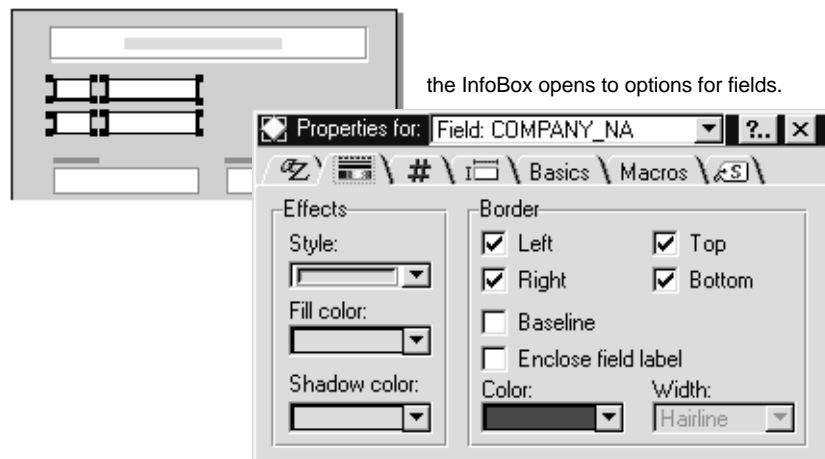 the InfoBox opens to options for fields.
Properties for: Field: COMPANY_NA ?..
# Basics Macros S
Effects
Style:
Fill color:
Shadow color:
Border
Left Top
Right Bottom
Baseline
Enclose field label
Color: Width:
Hairline